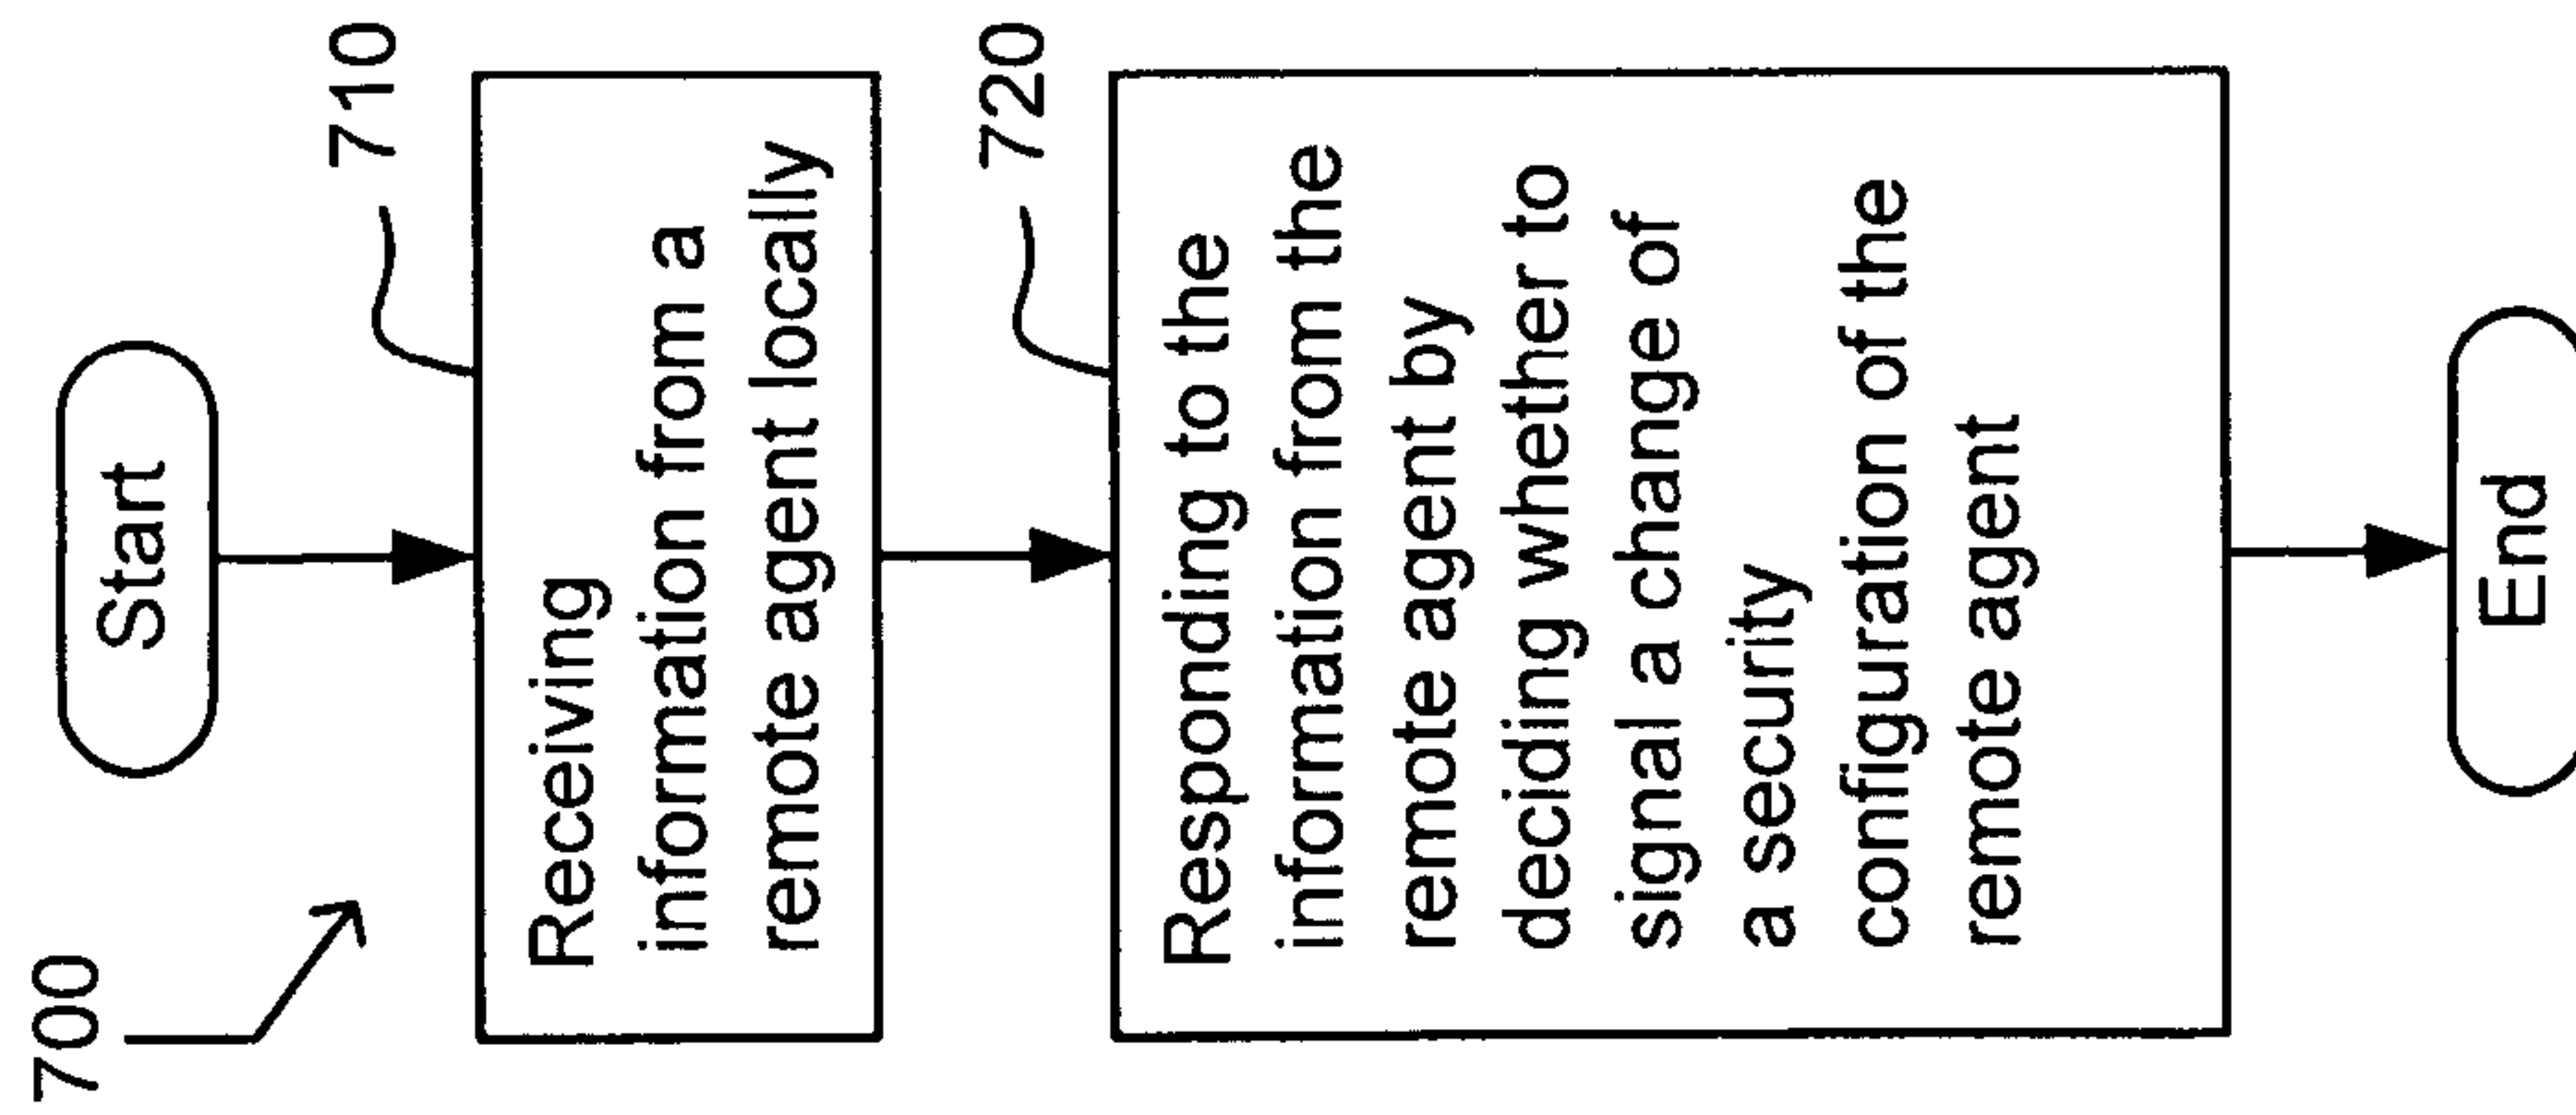 700
Start
710
Receiving
information from a
remote agent locally
720
Responding to the
information from the
remote agent by
deciding whether to
signal a change of
a security
configuration of the
remote agent
End